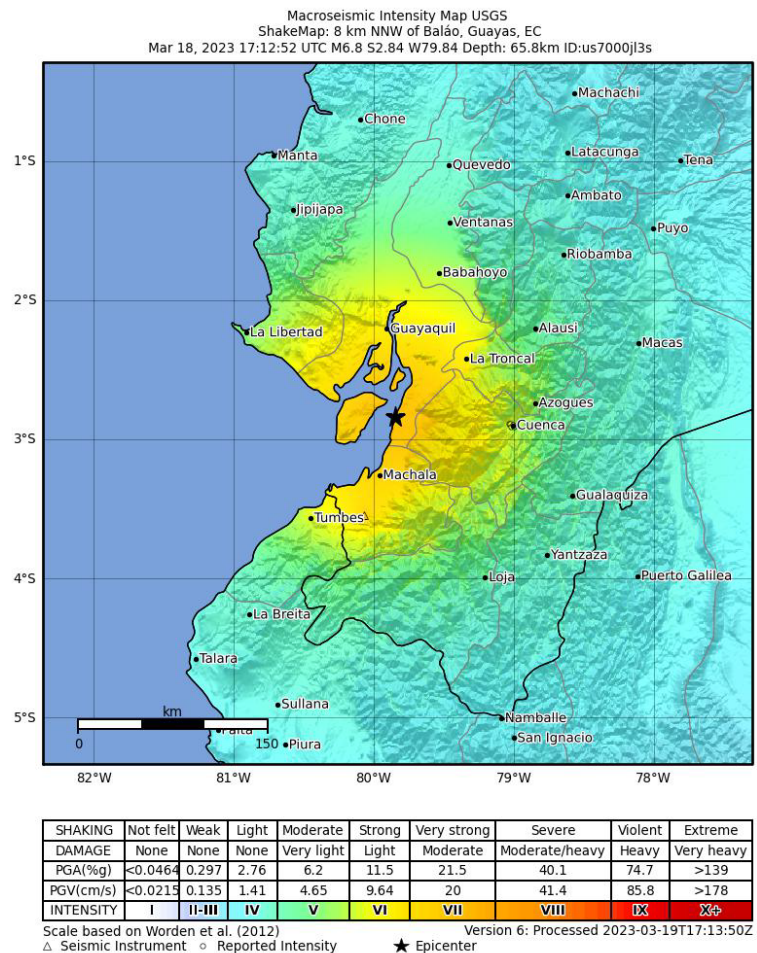 Macroseismic Intensity Map USGS
ShakeMap: 8 km NNW of Baláo, Guayas, EC
Mar 18, 2023 17:12:52 UTC M6.8 S2.84 W79.84 Depth: 65.8km ID:us7000jl3s
Machachi
Chone
Manta
Latacunga
Tena
1°S
Quevedo
Ambato
Jipijapa
Ventanas
Puyo
Riobamba
Babahoyo
2°S
La Libertad
Guayaquil
Alausi
Macas
La Troncal
Azogues
Cuenca
3°S
Machala
Gualaquiza
Tumbes
Yantzaza
4°S
Loja
Puerto Galilea
La Breita
Talara
Sullana
km
5°S
Namballe
Paita
San Ignacio
0 150
Piura
82°W 81°W 80°W 79°W 78°W
SHAKING Not felt Weak Light Moderate Strong Very strong Severe Violent Extreme
DAMAGE None None None Very light Light Moderate Moderate/heavy Heavy Very heavy
PGA(%g) <0.0464 0.297 2.76 6.2 11.5 21.5 40.1 74.7 >139
PGV(cm/s) <0.0215 0.135 1.41 4.65 9.64 20 41.4 85.8 >178
INTENSITY I II-III IV V VI VII VIII IX X+
Scale based on Worden et al. (2012) Version 6: Processed 2023-03-19T17:13:50Z
△ Seismic Instrument ○ Reported Intensity ★ Epicenter